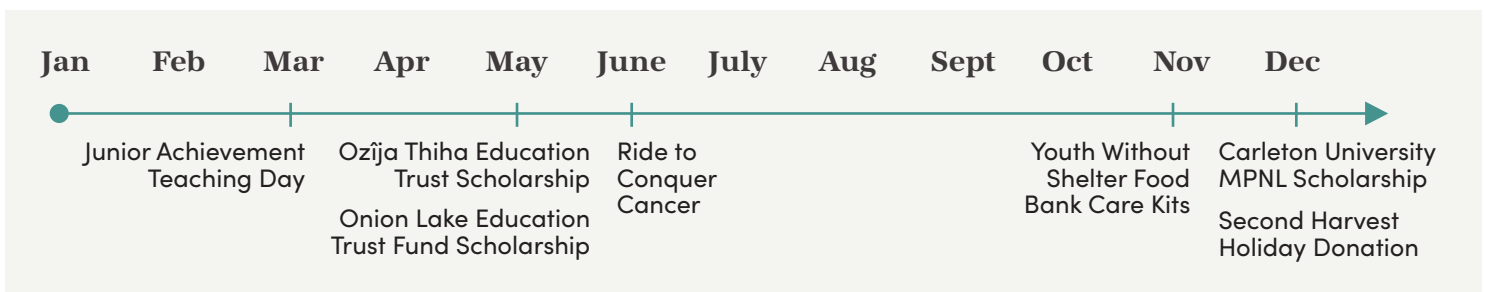 Jan Feb Mar Apr May June July Aug Sept Oct Nov Dec
Junior Achievement
Teaching Day
Ozîja Thiha Education
Trust Scholarship
Onion Lake Education
Trust Fund Scholarship
Ride to
Conquer
Cancer
Youth Without
Shelter Food
Bank Care Kits
Carleton University
MPNL Scholarship
Second Harvest
Holiday Donation